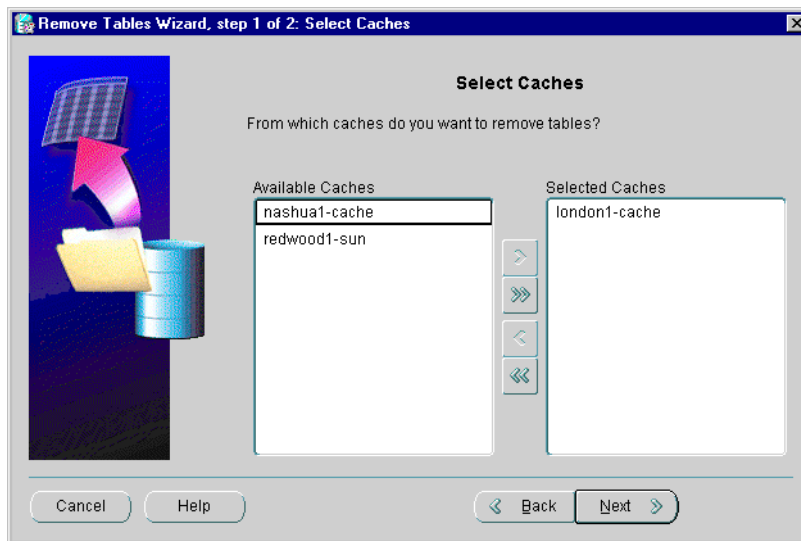 Remove Tables Wizard, step 1 of 2: Select Caches
Select Caches
From which caches do you want to remove tables?
Available Caches
nashua1-cache
redwood1-sun
Selected Caches
london1-cache
Cancel
Help
Back
Next